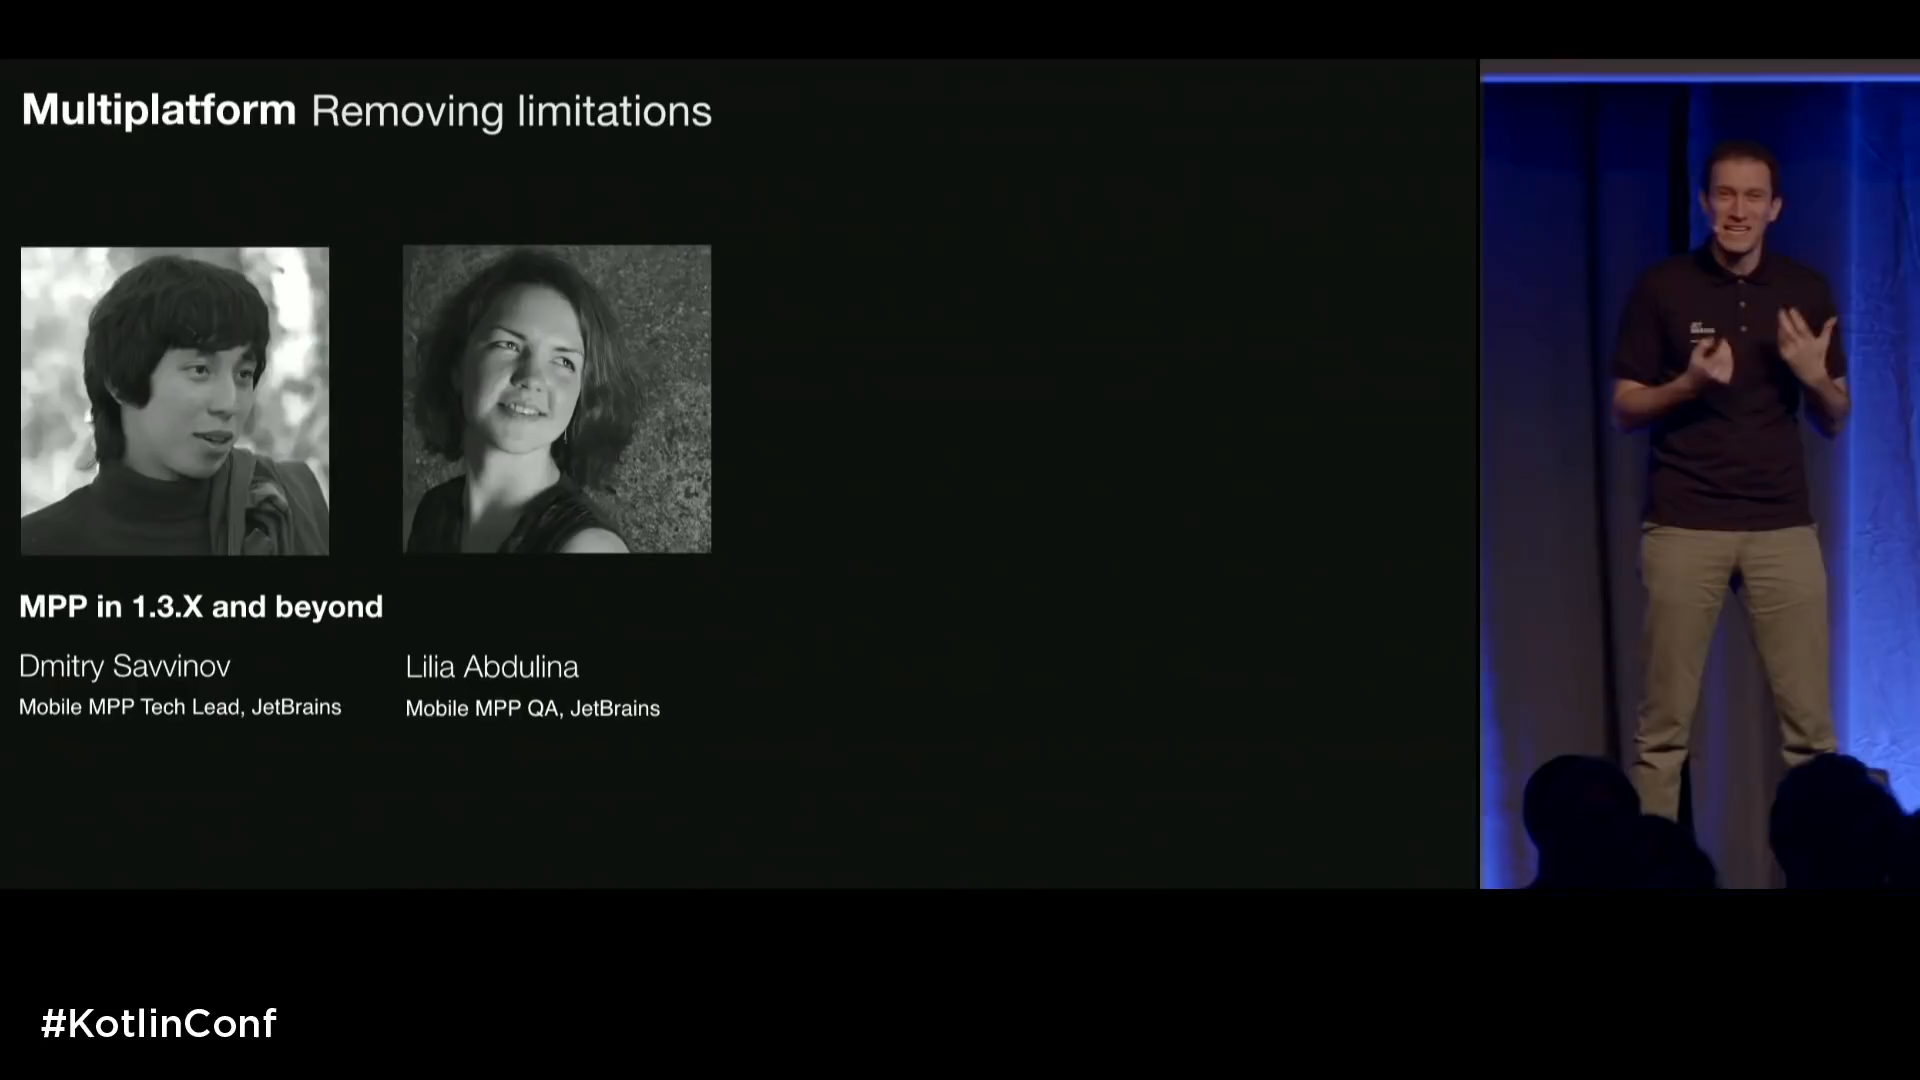 Multiplatform Removing limitations
MPP in 1.3.X and beyond
Dmitry Savvinov
Mobile MPP Tech Lead, JetBrains
Lilia Abdulina
Mobile MPP QA, JetBrains
#KotlinConf